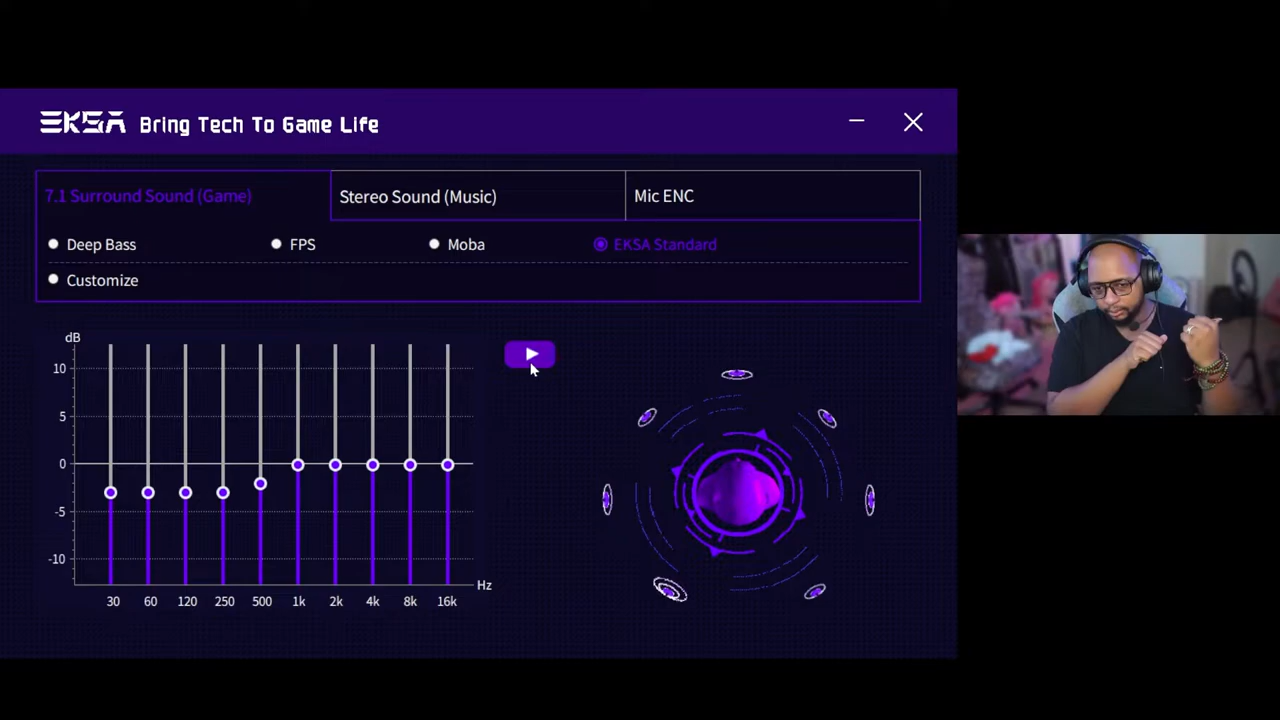 EKSA Bring Tech To Game Life
7.1 Surround Sound (Game) Stereo Sound (Music) Mic ENC
Deep Bass FPS Moba EKSA Standard
Customize
dB
10
5
0
-5
-10
Hz
30 60 120 250 500 1k 2k 4k 8k 16k